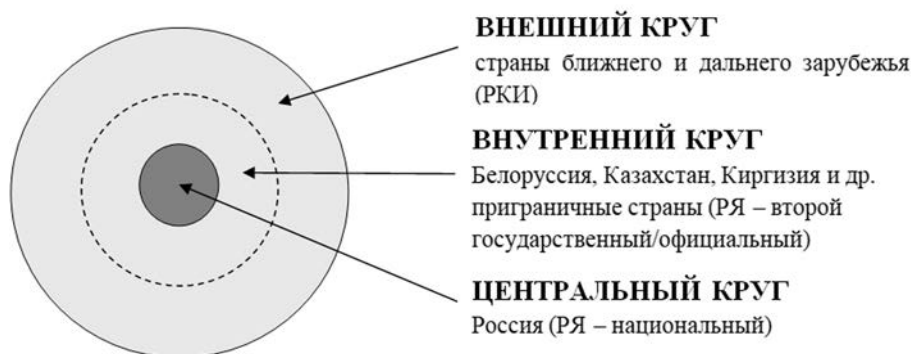 ВНЕШНИЙ КРУГ
страны ближнего и дальнего зарубежья
(РКИ)
ВНУТРЕННИЙ КРУГ
Белоруссия, Казахстан, Киргизия и др.
приграничные страны (РЯ – второй
государственный/официальный)
ЦЕНТРАЛЬНЫЙ КРУГ
Россия (РЯ – национальный)